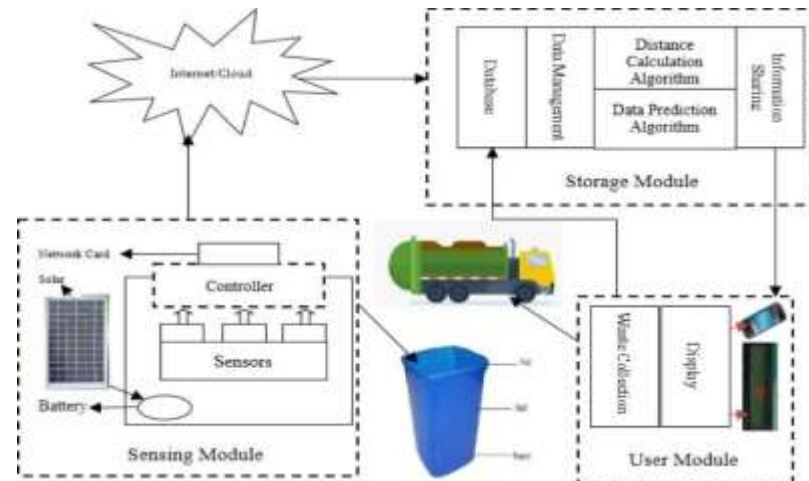 Internet/Cloud
Database
Data Management
Distance
Calculation
Algorithm
Data Prediction
Algorithm
Information
Sharing
Storage Module
Network Card
Solar
Controller
Sensors
Battery
Sensing Module
Waste Collection
Display
User Module